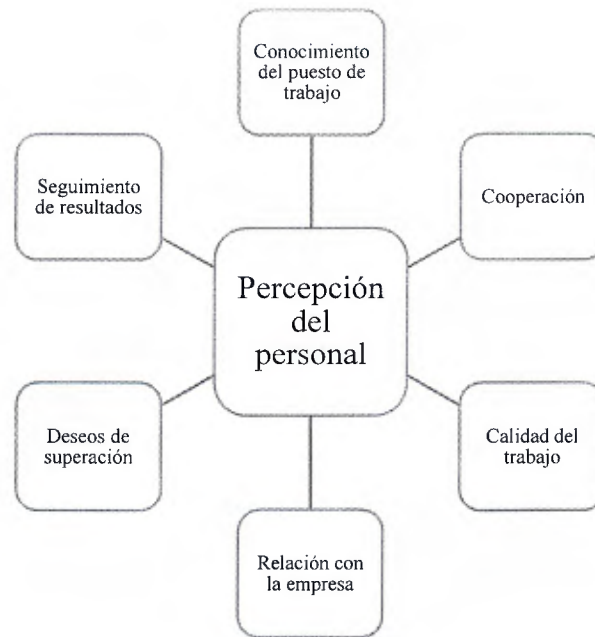 Conocimiento
del puesto de
trabajo
Seguimiento
de resultados
Cooperación
Percepción
del
personal
Deseos de
superación
Calidad del
trabajo
Relación con
la empresa